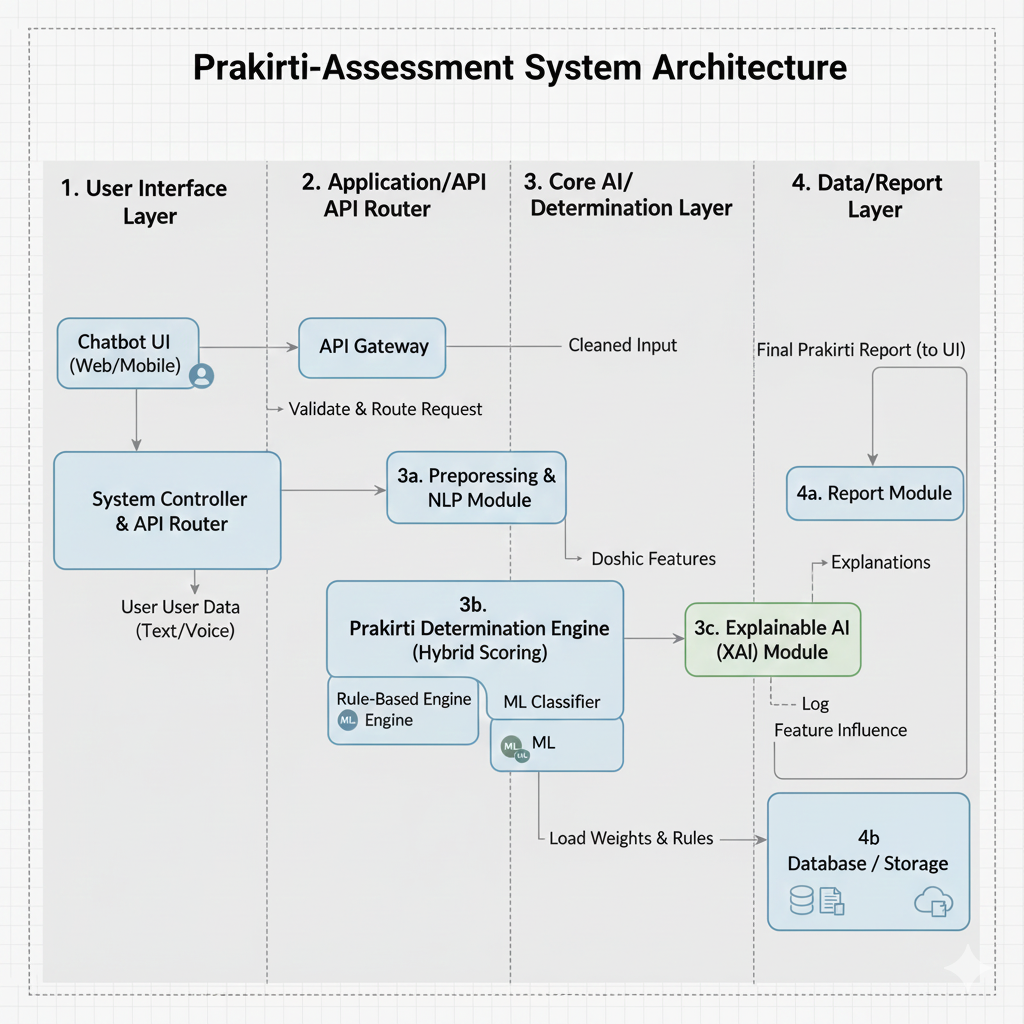 Prakirti-Assessment System Architecture
1. User Interface
Layer
2. Application/API
API Router
3. Core AI/
Determination Layer
4. Data/Report
Layer
Chatbot UI
(Web/Mobile)
API Gateway
Cleaned Input
Final Prakirti Report (to UI)
Validate & Route Request
System Controller
& API Router
3a. Preporessing &
NLP Module
4a. Report Module
Doshic Features
Explanations
User User Data
(Text/Voice)
3b.
Prakirti Determination Engine
(Hybrid Scoring)
3c. Explainable AI
(XAI) Module
Rule-Based Engine
ML Engine
ML Classifier
ML ML
Log
Feature Influence
Load Weights & Rules
4b
Database / Storage